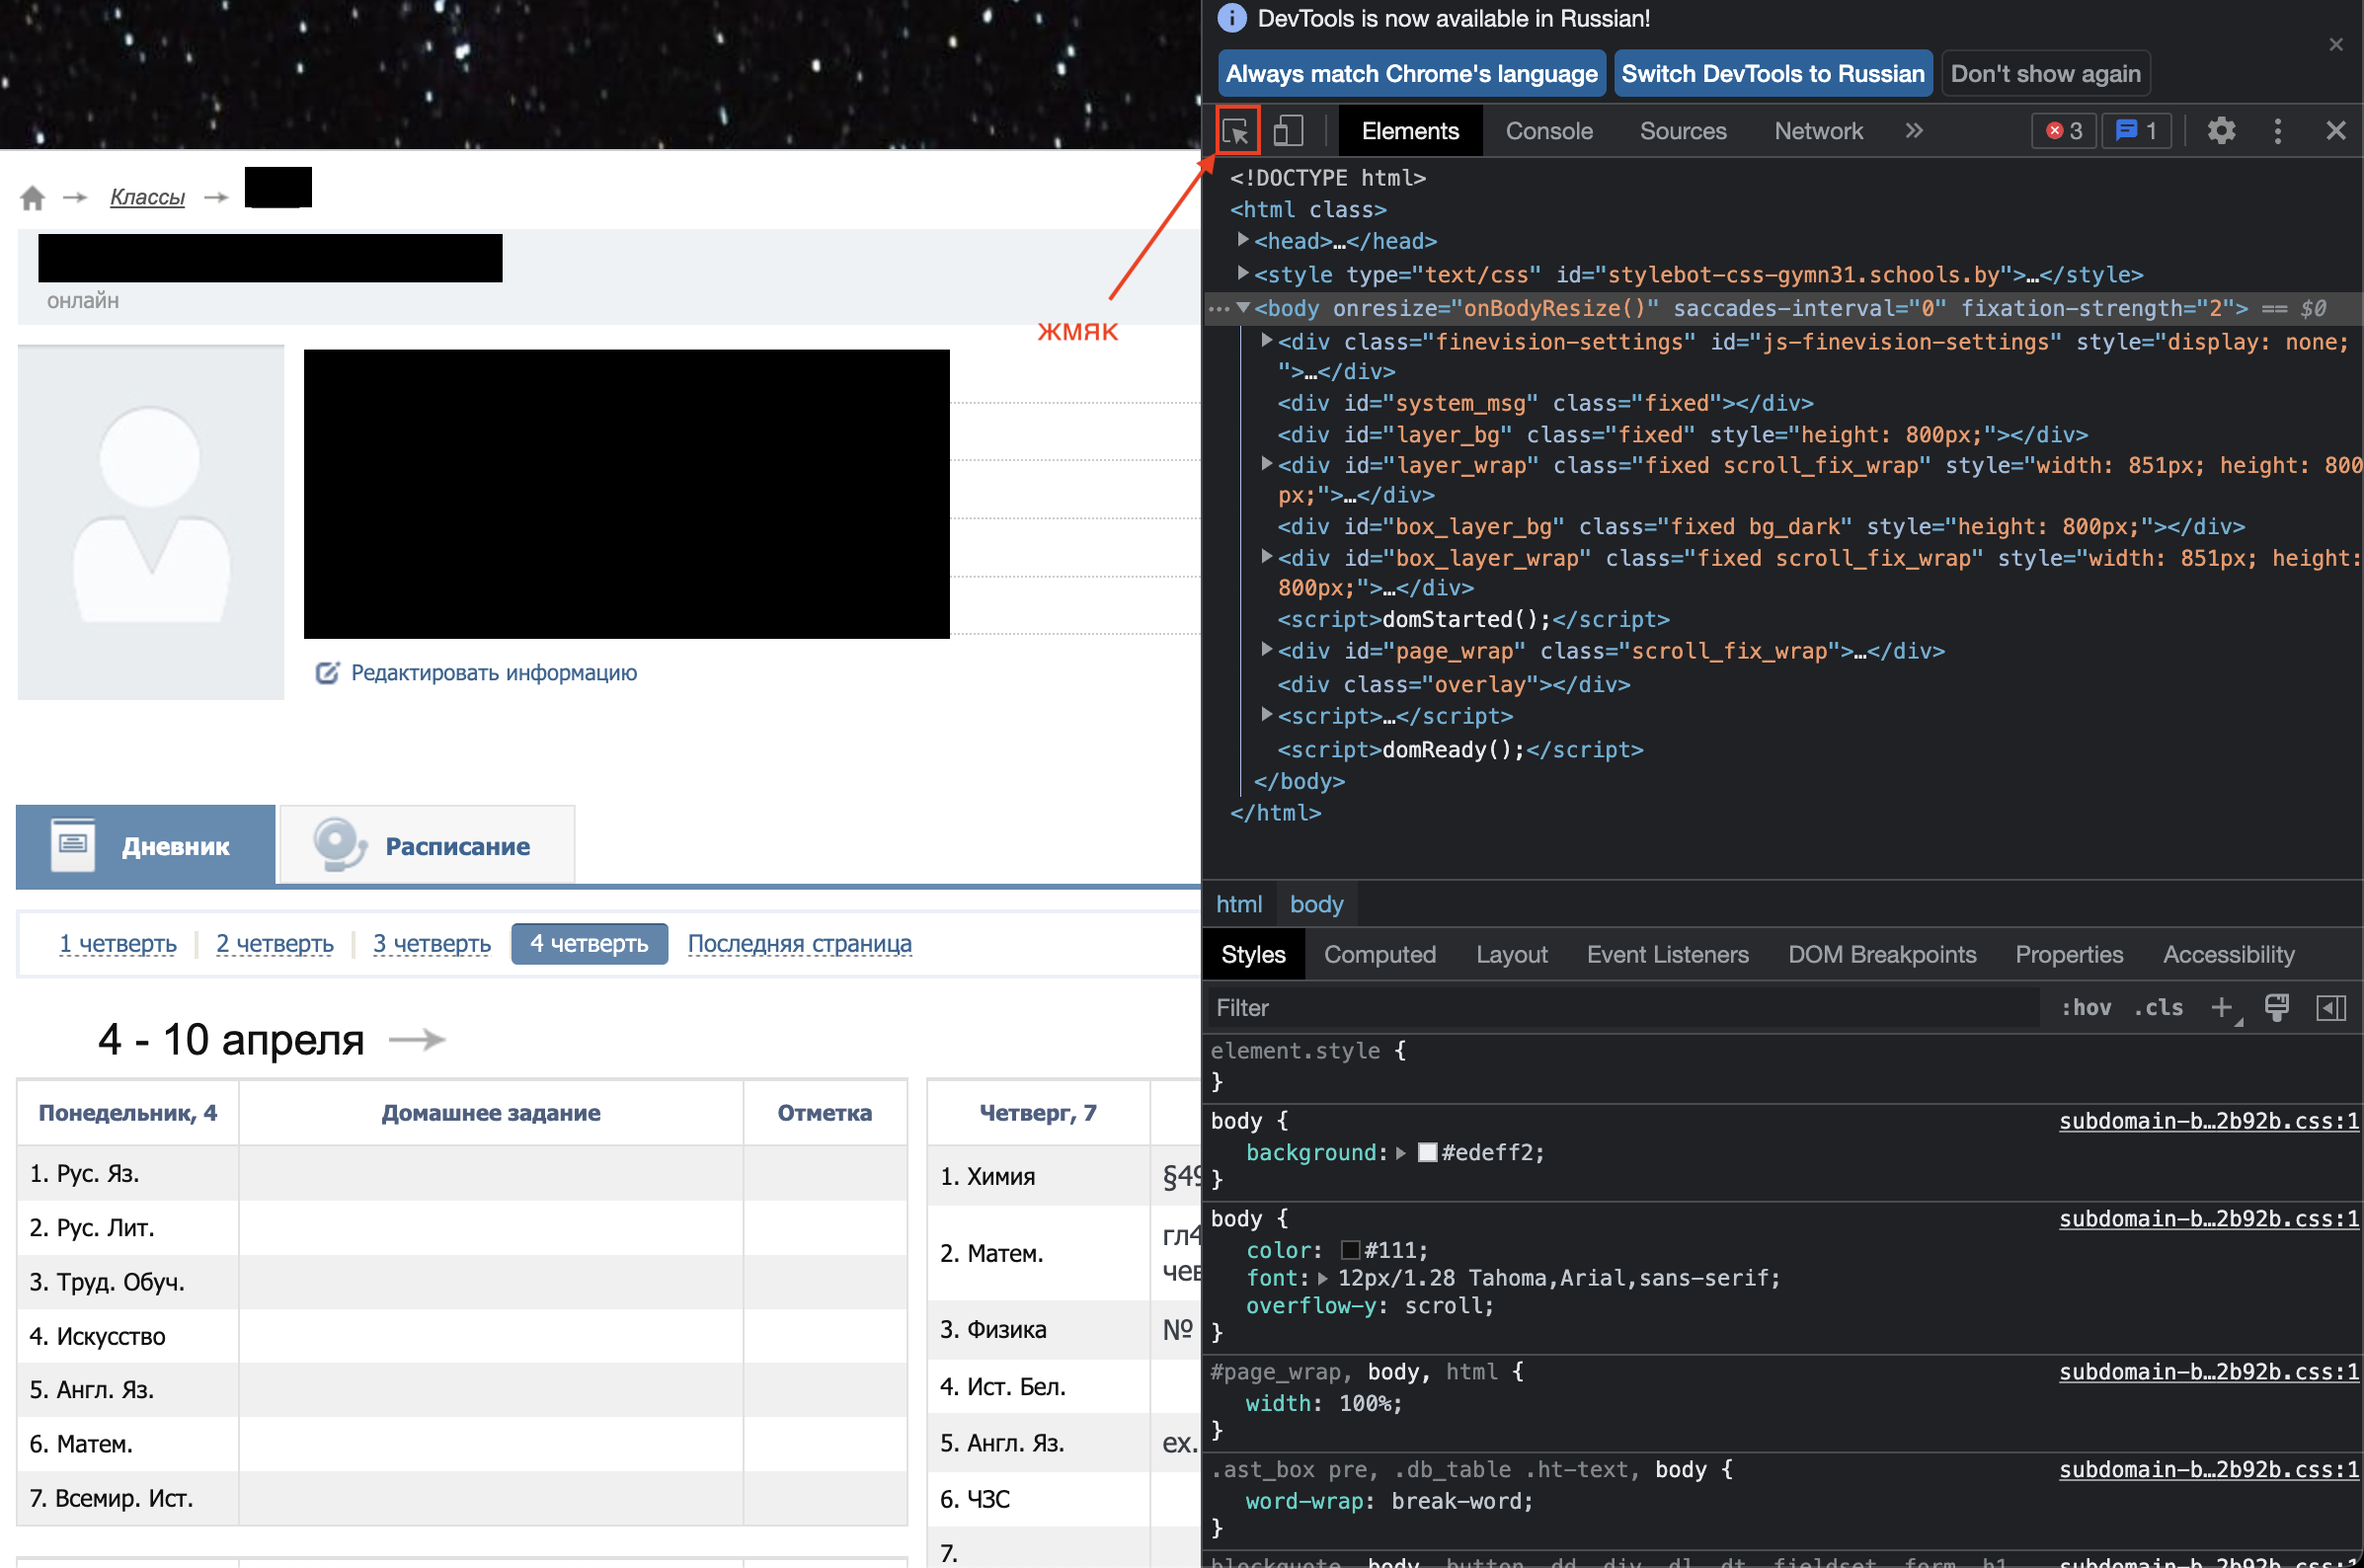 Классы
онлайн
жмяк
Редактировать информацию
Дневник
Расписание
1 четверть
2 четверть
3 четверть
4 четверть
Последняя страница
4 - 10 апреля
Понедельник, 4 Домашнее задание Отметка
1. Рус. Яз.
2. Рус. Лит.
3. Труд. Обуч.
4. Искусство
5. Англ. Яз.
6. Матем.
7. Всемир. Ист.
Четверг, 7
1. Химия §49
2. Матем. гл4
чев
3. Физика №
4. Ист. Бел.
5. Англ. Яз. ex.
6. ЧЗС
7.
DevTools is now available in Russian!
Always match Chrome's language Switch DevTools to Russian Don't show again
Elements Console Sources Network » 3 1
<!DOCTYPE html>
<html class>
<head>…</head>
<style type="text/css" id="stylebot-css-gymn31.schools.by">…</style>
<body onresize="onBodyResize()" saccades-interval="0" fixation-strength="2"> == $0
<div class="finevision-settings" id="js-finevision-settings" style="display: none;
">…</div>
<div id="system_msg" class="fixed"></div>
<div id="layer_bg" class="fixed" style="height: 800px;"></div>
<div id="layer_wrap" class="fixed scroll_fix_wrap" style="width: 851px; height: 800
px;">…</div>
<div id="box_layer_bg" class="fixed bg_dark" style="height: 800px;"></div>
<div id="box_layer_wrap" class="fixed scroll_fix_wrap" style="width: 851px; height:
800px;">…</div>
<script>domStarted();</script>
<div id="page_wrap" class="scroll_fix_wrap">…</div>
<div class="overlay"></div>
<script>…</script>
<script>domReady();</script>
</body>
</html>
html body
Styles Computed Layout Event Listeners DOM Breakpoints Properties Accessibility
Filter :hov .cls +
element.style {
}
body { subdomain-b…2b92b.css:1
background: #edeff2;
}
body { subdomain-b…2b92b.css:1
color: #111;
font: 12px/1.28 Tahoma,Arial,sans-serif;
overflow-y: scroll;
}
#page_wrap, body, html { subdomain-b…2b92b.css:1
width: 100%;
}
.ast_box pre, .db_table .ht-text, body { subdomain-b…2b92b.css:1
word-wrap: break-word;
}
blockquote, body, button, dd, div, dl, dt, fieldset, form, h1, subdomain-b…2b92b.css:1